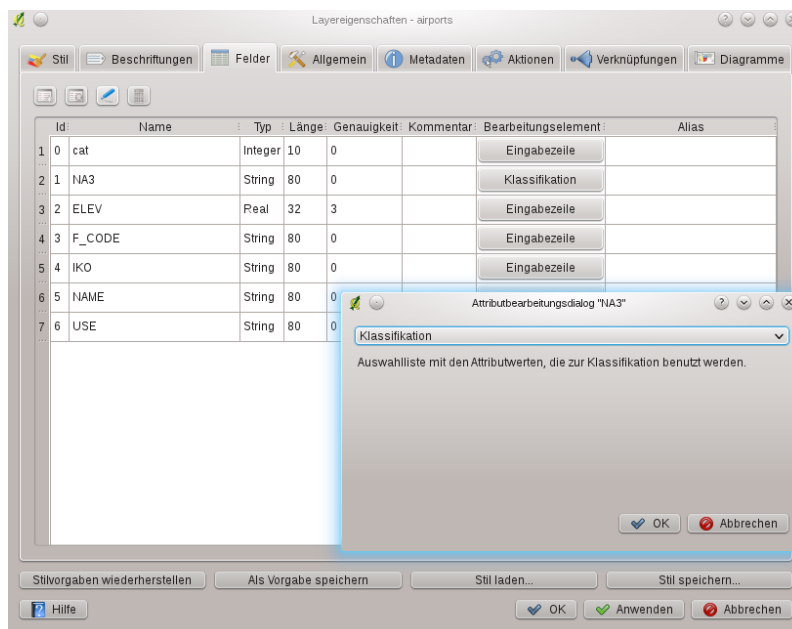 Layereigenschaften - airports
Stil Beschriftungen Felder Allgemein Metadaten Aktionen Verknüpfungen Diagramme
Id Name Typ Länge Genauigkeit Kommentar Bearbeitungselement Alias
1 0 cat Integer 10 0 Eingabezeile
2 1 NA3 String 80 0 Klassifikation
3 2 ELEV Real 32 3 Eingabezeile
4 3 F_CODE String 80 0 Eingabezeile
5 4 IKO String 80 0 Eingabezeile
6 5 NAME String 80 0
7 6 USE String 80 0
Attributbearbeitungsdialog "NA3"
Klassifikation
Auswahlliste mit den Attributwerten, die zur Klassifikation benutzt werden.
OK Abbrechen
Stilvorgaben wiederherstellen Als Vorgabe speichern Stil laden... Stil speichern...
Hilfe OK Anwenden Abbrechen